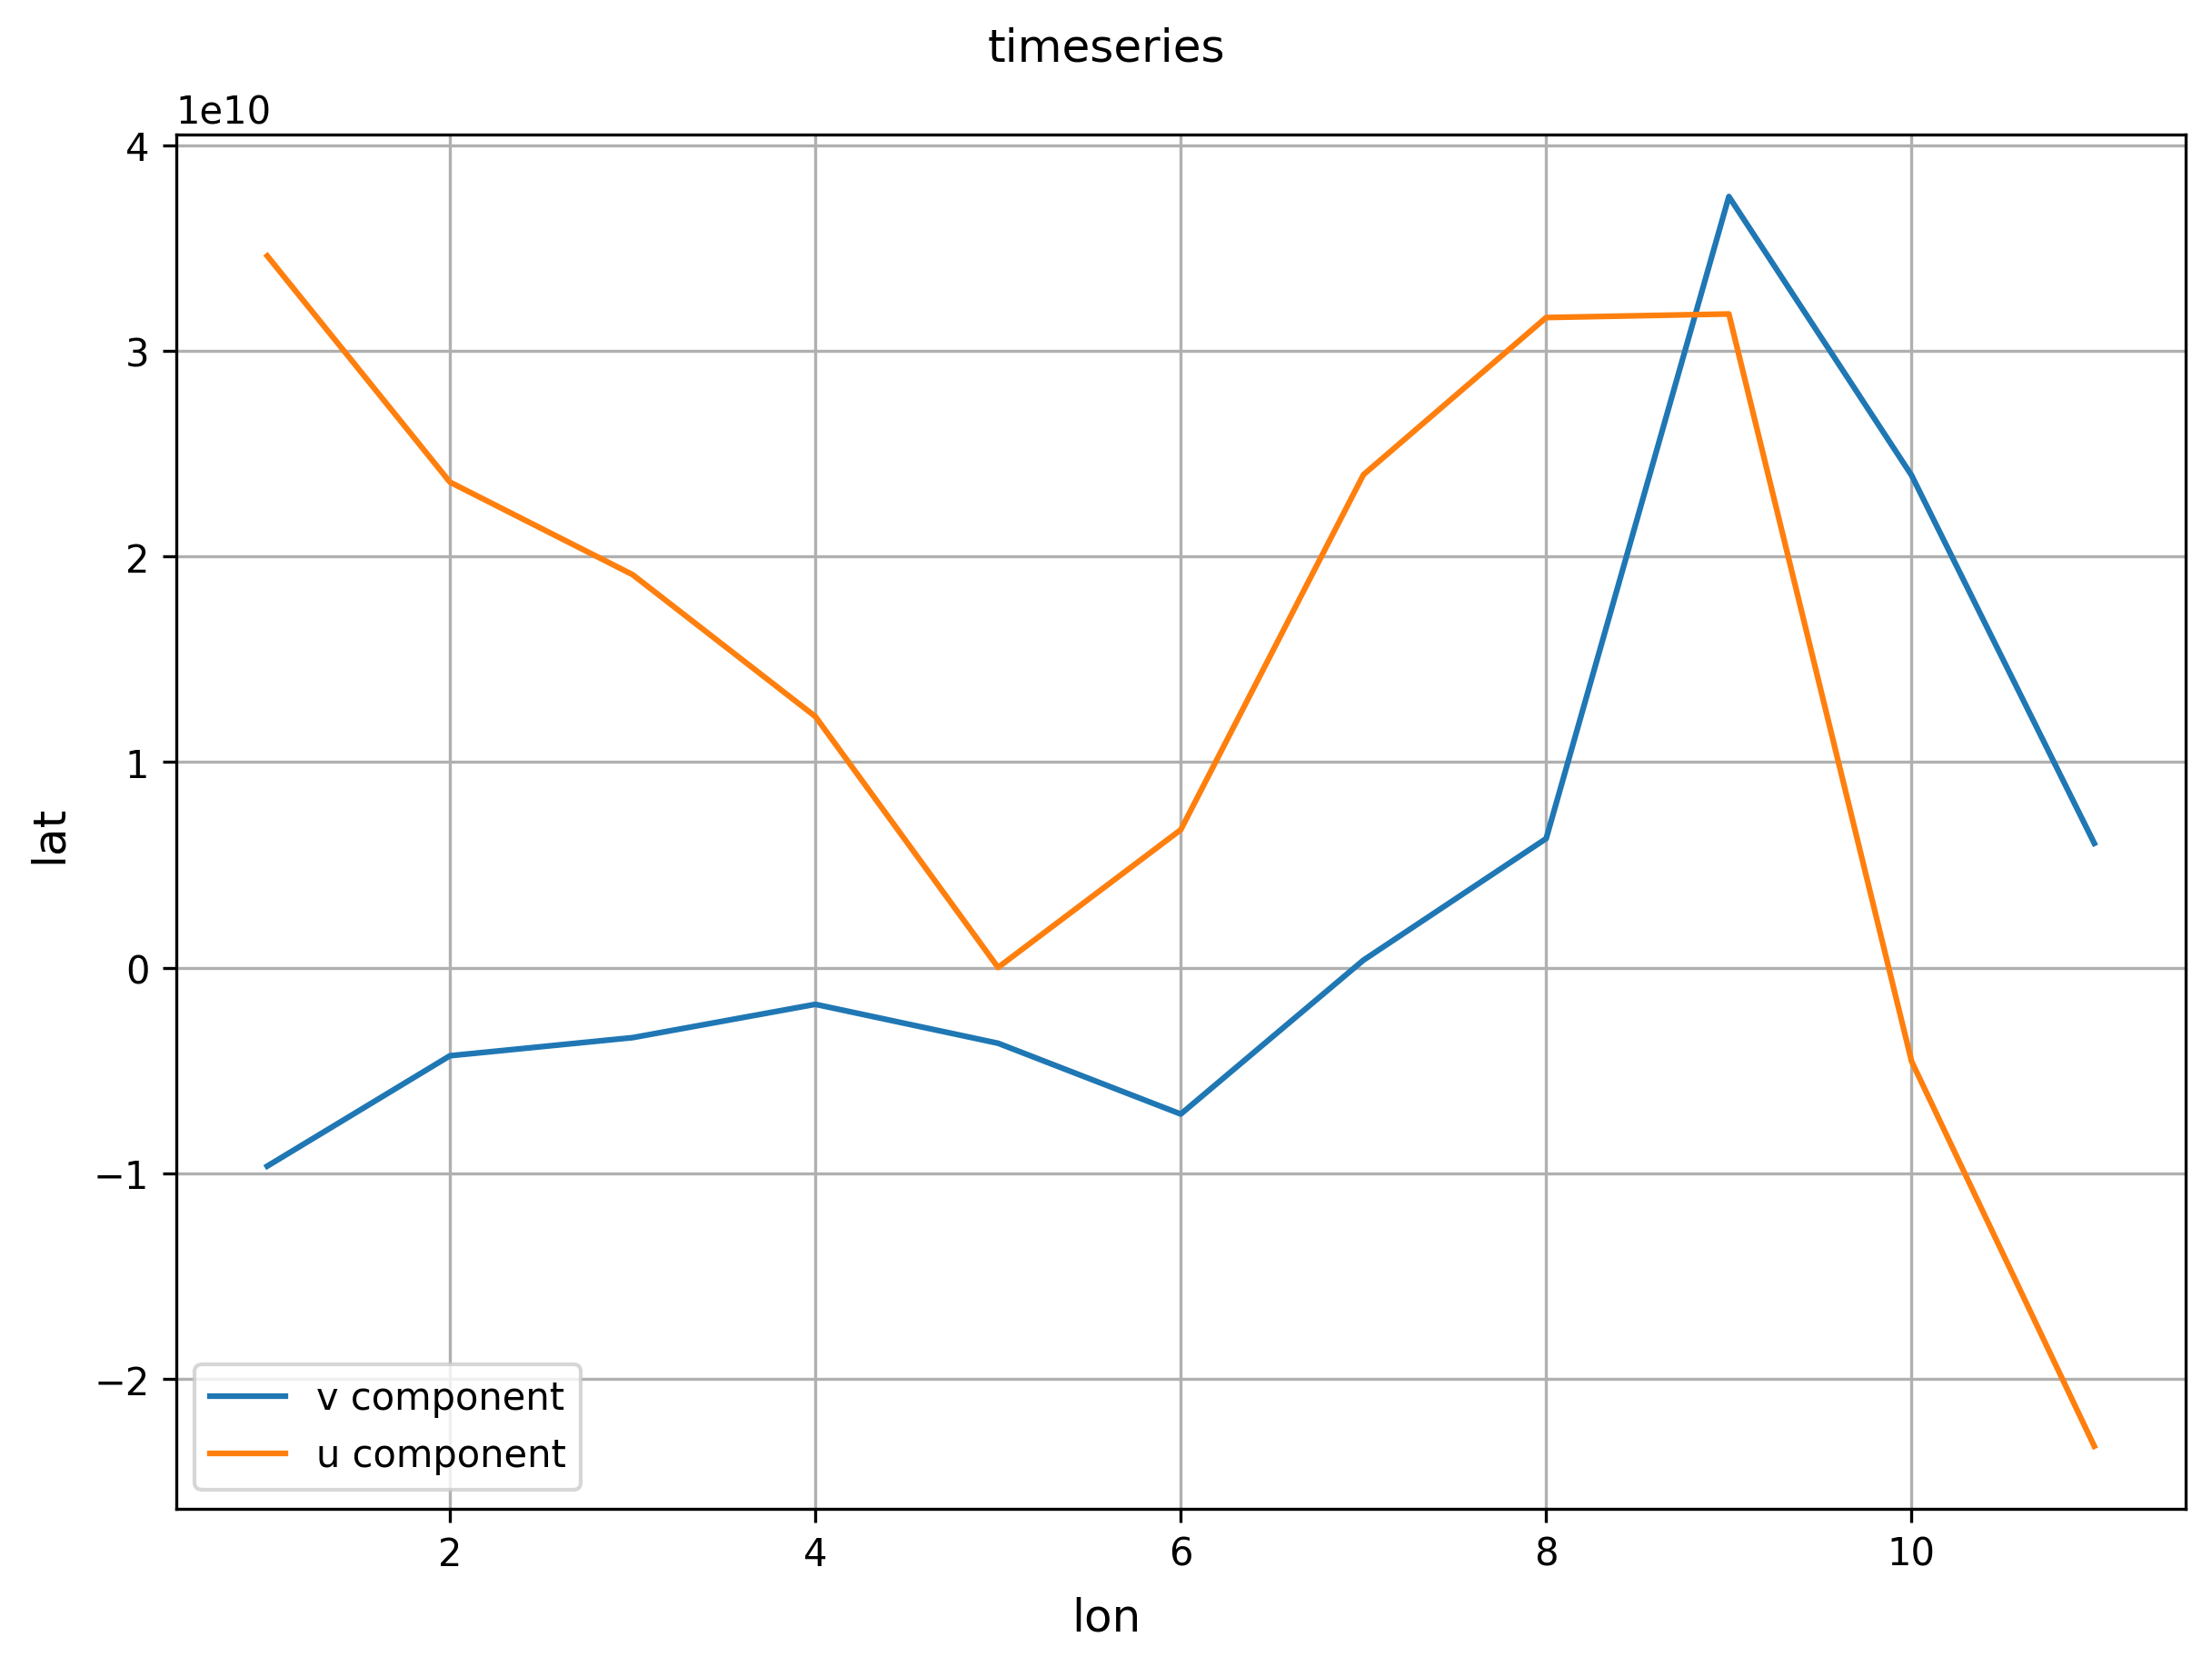 timeseries
1e10
4
3
2
1
0
−1
−2
lat
v component
u component
2 4 6 8 10
lon